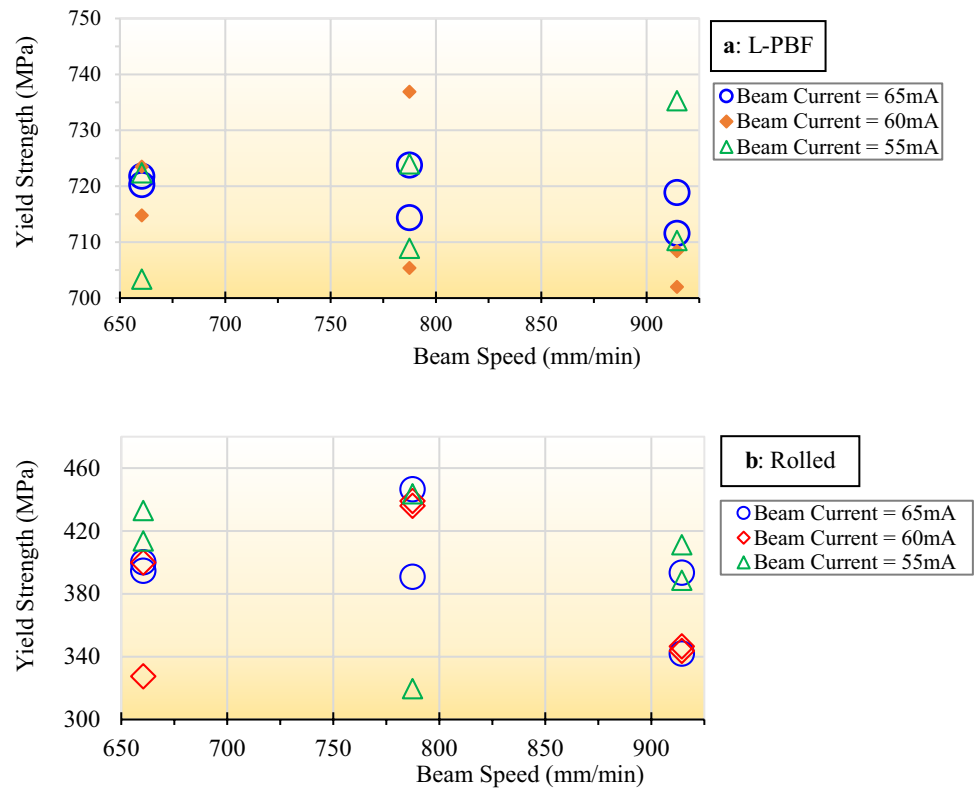 750
740
730
720
710
700
Yield Strength (MPa)
650 700 750 800 850 900
Beam Speed (mm/min)
a: L-PBF
Beam Current = 65mA
Beam Current = 60mA
Beam Current = 55mA
460
420
380
340
300
Yield Strength (MPa)
650 700 750 800 850 900
Beam Speed (mm/min)
b: Rolled
Beam Current = 65mA
Beam Current = 60mA
Beam Current = 55mA